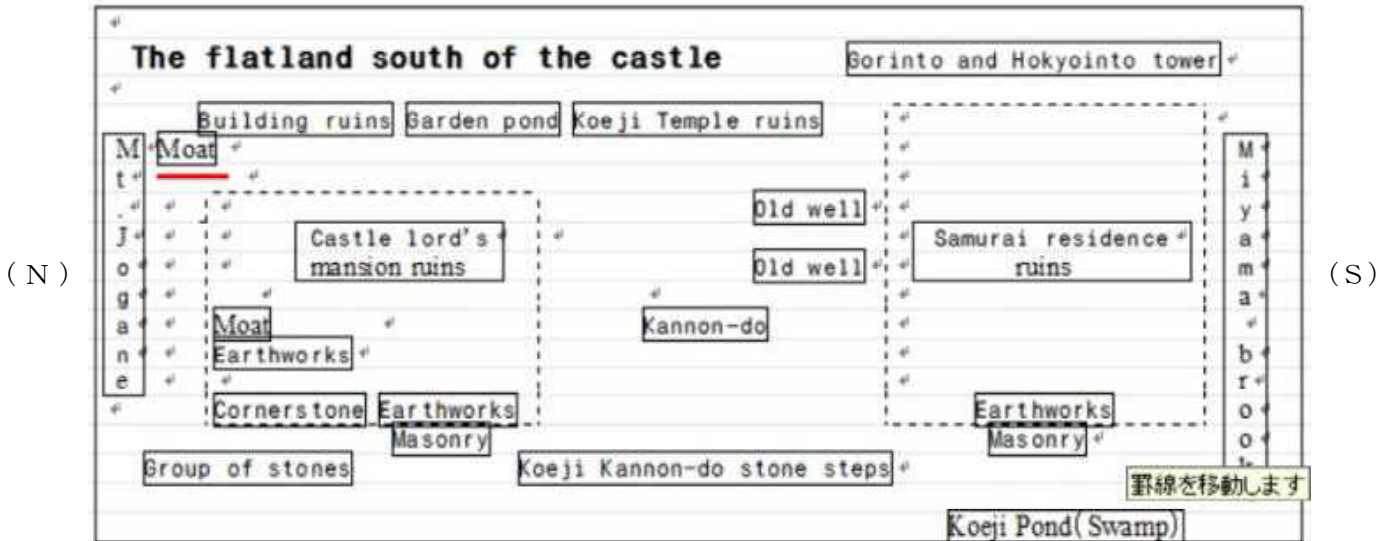 The flatland south of the castle
Gorinto and Hokyointo tower
Building ruins Garden pond Koeji Temple ruins
Mt.Jogane
Moat
Miyama brook
Old well
Castle lord's
mansion ruins
Samurai residence
ruins
(N)
Old well
(S)
Moat
Kannon-do
Earthworks
Cornerstone Earthworks
Earthworks
Masonry
Masonry
Group of stones
Koeji Kannon-do stone steps
罫線を移動します
Koeji Pond(Swamp)